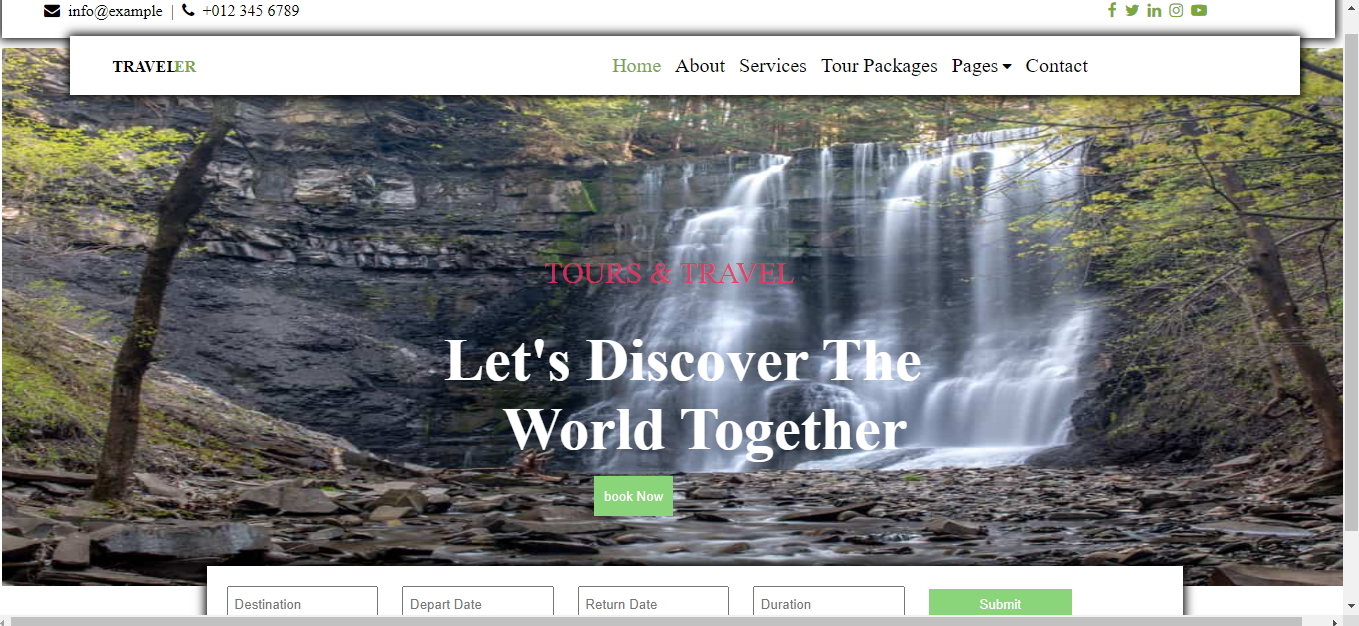 info@example | +012 345 6789
TRAVELER
Home About Services Tour Packages Pages Contact
TOURS & TRAVEL
Let's Discover The
World Together
book Now
Destination Depart Date Return Date Duration Submit